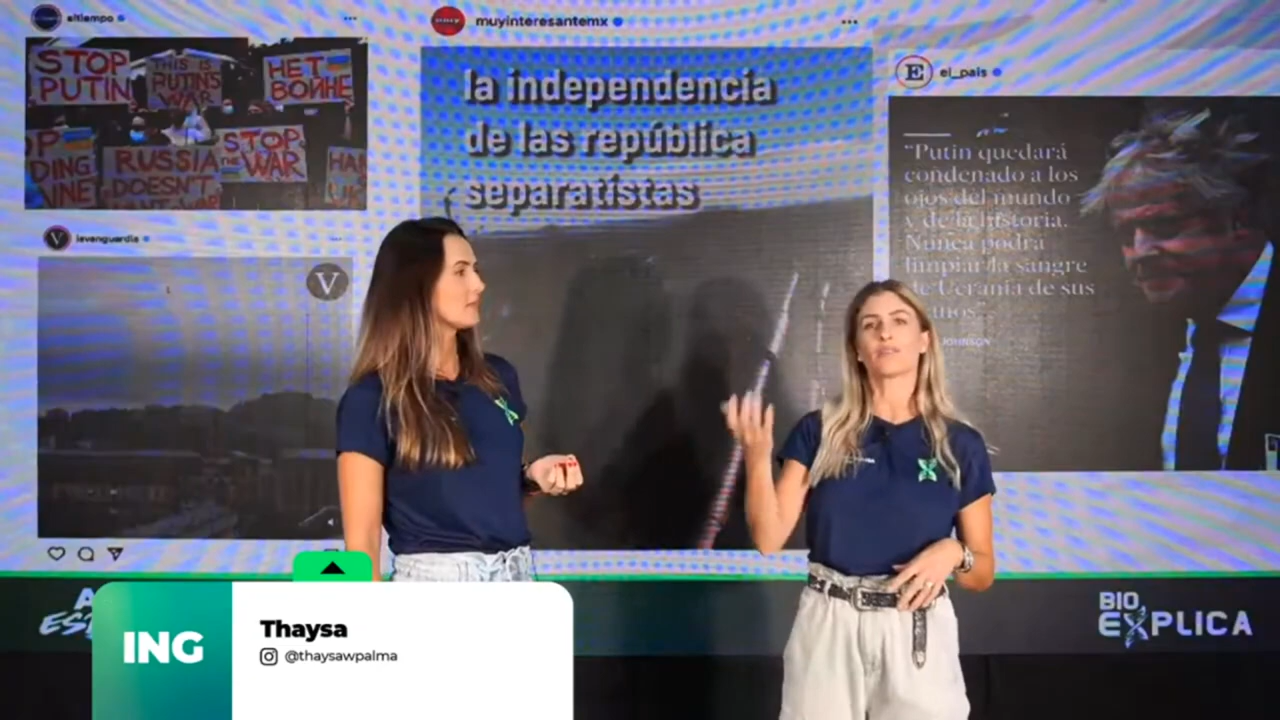 eltiempo
STOP
PUTIN
THIS IS
PUTIN'S
WAR
НЕТ
ВОЙНЕ
STOP
THE WAR
RUSSIA
DOESN'T
muyinteresantemx
la independencia
de las república
separatistas
E
el_pais
"Putin quedará
condenado a los
ojos del mundo
y de la historia.
Nunca podrá
limpiar la sangre
de Ucrania de sus
JOHNSON
V
lavanguardia
V
ING
Thaysa
@thaysawpalma
BIO
EXPLICA